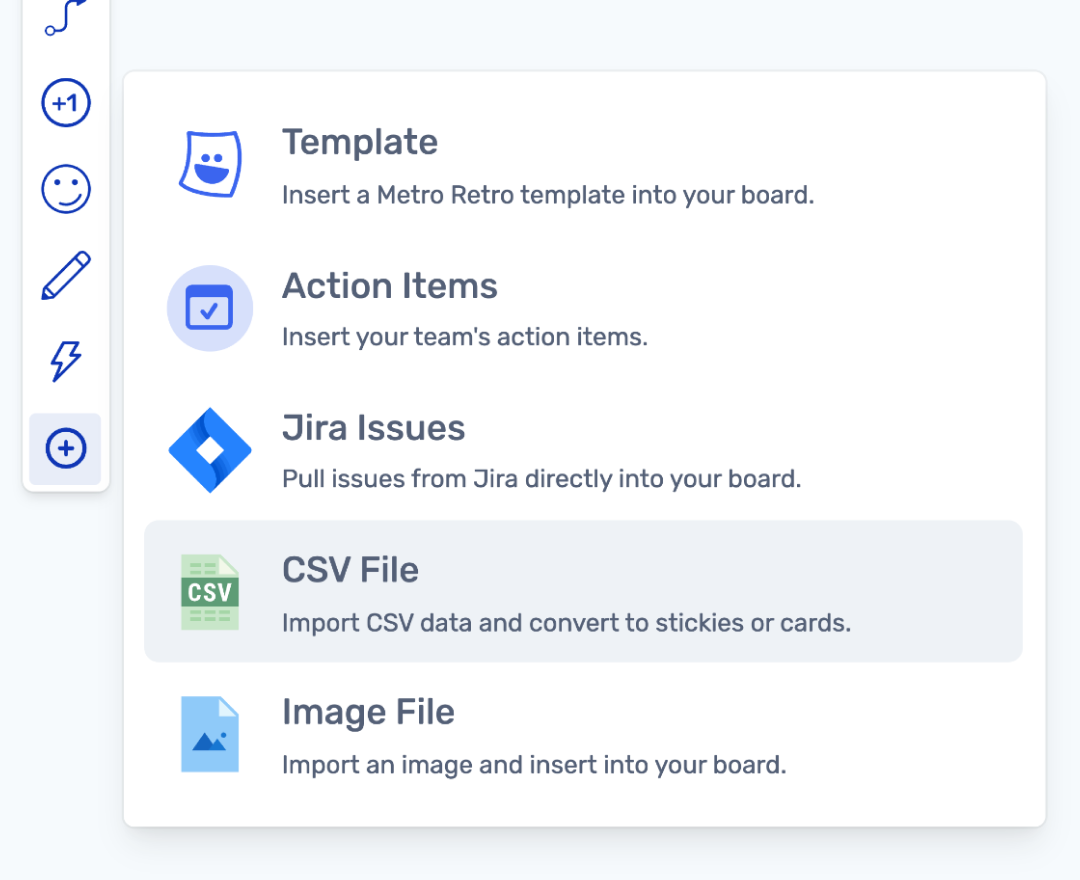 +1
Template
Insert a Metro Retro template into your board.
Action Items
Insert your team's action items.
Jira Issues
Pull issues from Jira directly into your board.
CSV
CSV File
Import CSV data and convert to stickies or cards.
Image File
Import an image and insert into your board.